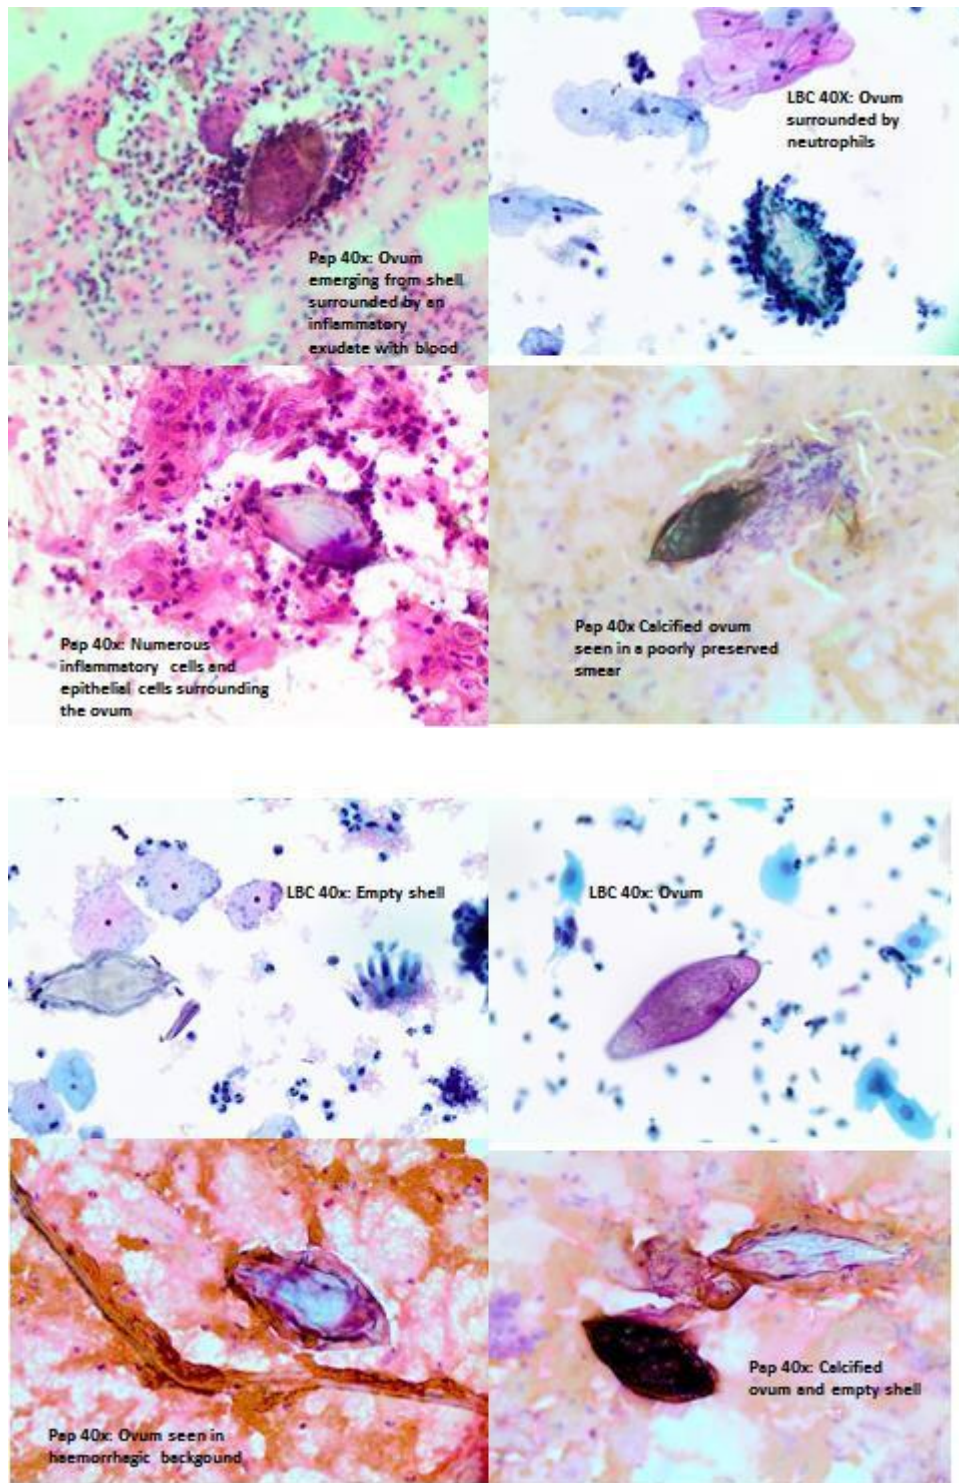 Pap 40x: Ovum
emerging from shell
surrounded by an
inflammatory
exudate with blood
LBC 40X: Ovum
surrounded by
neutrophils
Pap 40x: Numerous
inflammatory cells and
epithelial cells surrounding
the ovum
Pap 40x Calcified ovum
seen in a poorly preserved
smear
LBC 40x: Empty shell
LBC 40x: Ovum
Pap 40x: Ovum seen in
haemorrhagic backgound
Pap 40x: Calcified
ovum and empty shell